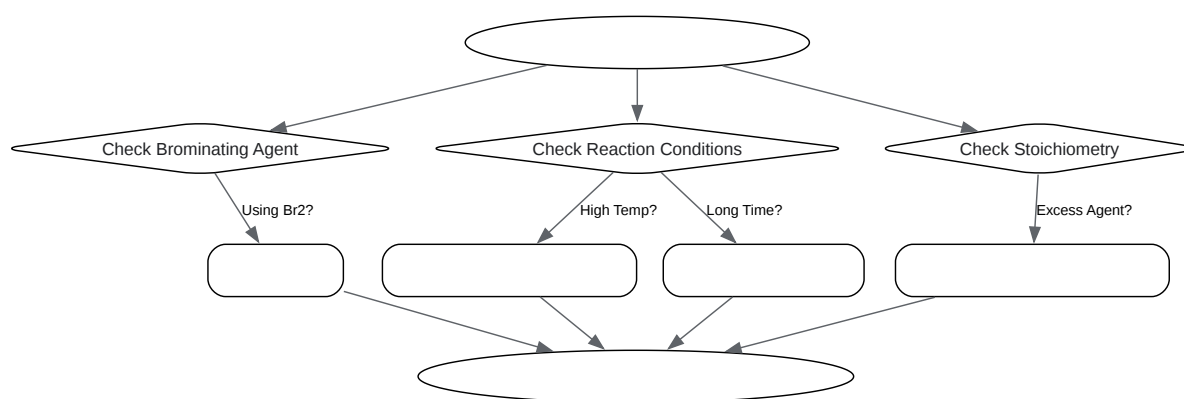 Check Brominating Agent
Check Reaction Conditions
Check Stoichiometry
Using Br2?
High Temp?
Long Time?
Excess Agent?